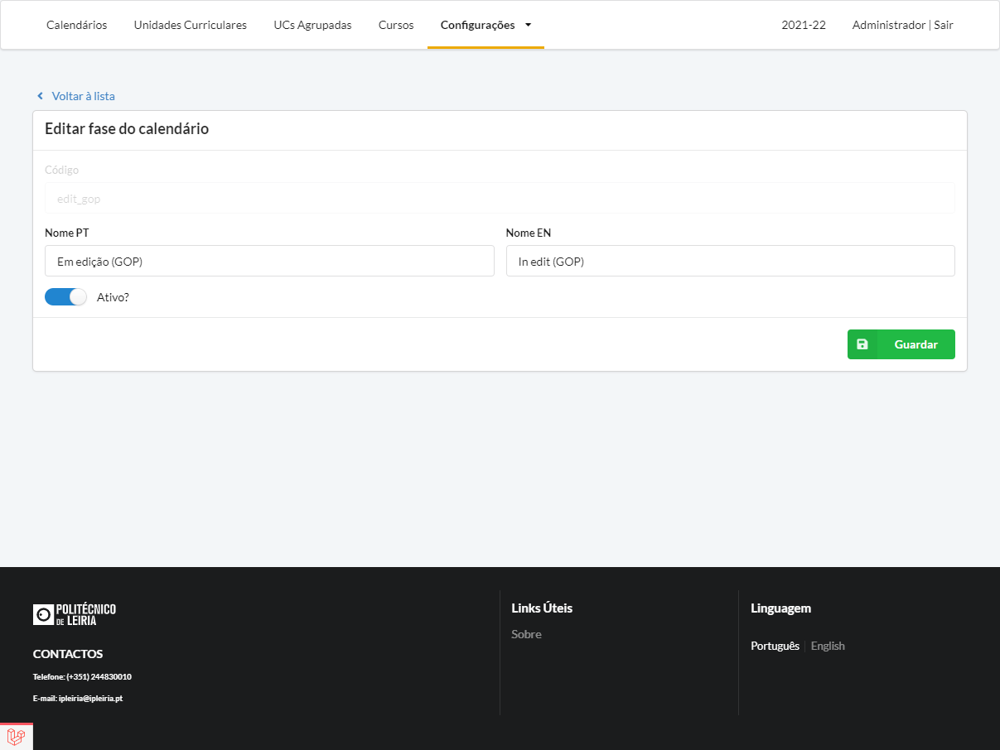 Calendários Unidades Curriculares UCs Agrupadas Cursos Configurações 2021-22 Administrador | Sair
Voltar à lista
Editar fase do calendário
Código
edit_gop
Nome PT Nome EN
Em edição (GOP) In edit (GOP)
Ativo?
Guardar
POLITÉCNICO
DE LEIRIA
CONTACTOS
Telefone: (+351) 244830010
E-mail: ipleiria@ipleiria.pt
Links Úteis
Sobre
Linguagem
Português English